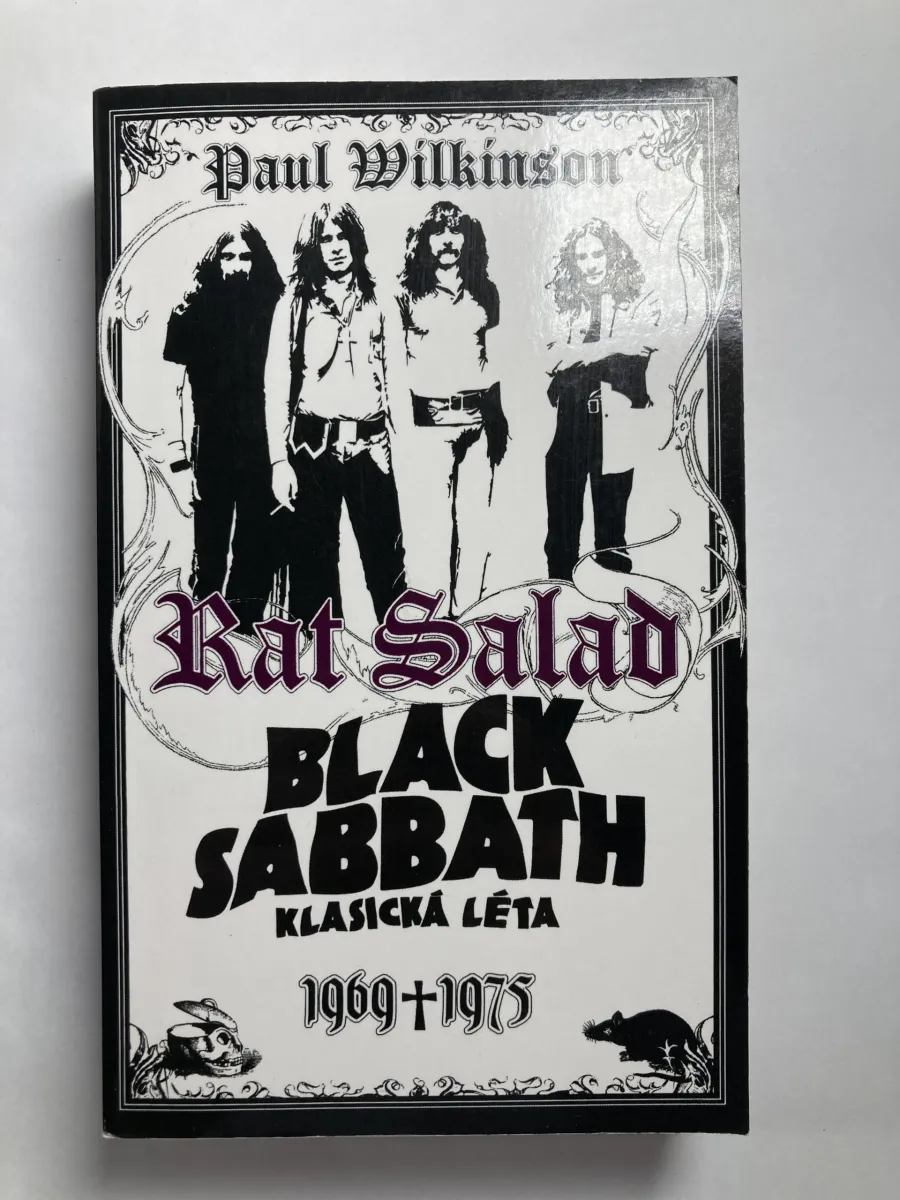 Paul Wilkinson
Rat Salad
BLACK
SABBATH
KLASICKÁ LÉTA
1969†1975